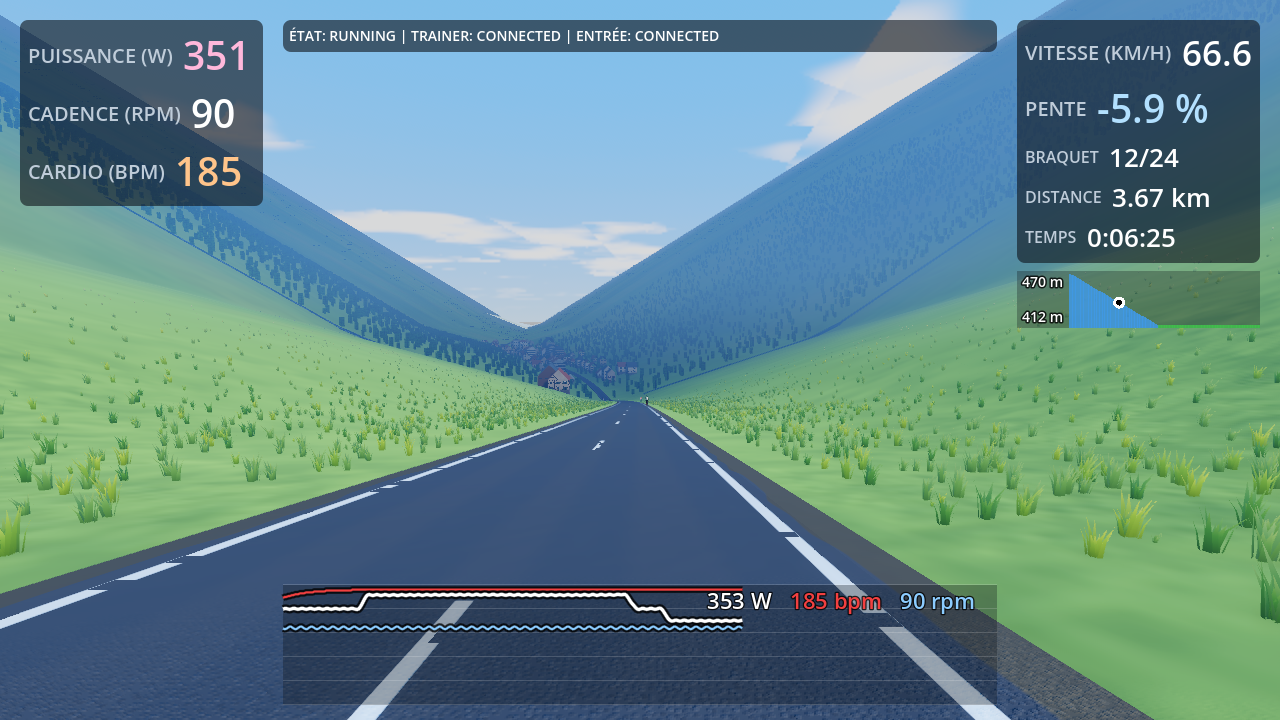 PUISSANCE (W) 351
CADENCE (RPM) 90
CARDIO (BPM) 185
ÉTAT: RUNNING | TRAINER: CONNECTED | ENTRÉE: CONNECTED
VITESSE (KM/H) 66.6
PENTE -5.9 %
BRAQUET 12/24
DISTANCE 3.67 km
TEMPS 0:06:25
470 m
412 m
353 W 185 bpm 90 rpm